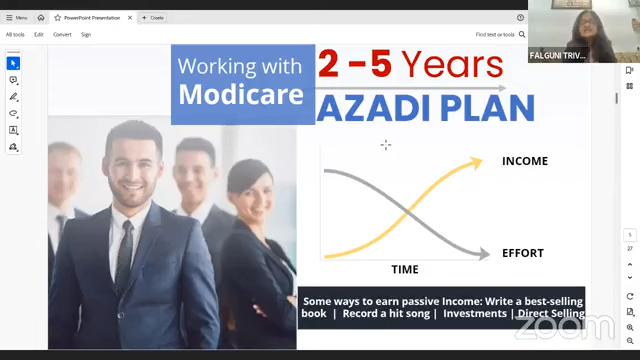 Menu
PowerPoint Presentation
Create
All tools
Edit
Convert
Sign
Find text or tools
FALGUNI TRIV...
Working with
Modicare
2 -5 Years
AZADI PLAN
INCOME
EFFORT
TIME
Some ways to earn passive Income: Write a best-selling
book | Record a hit song | Investments | Direct Selling
zoom
5
27